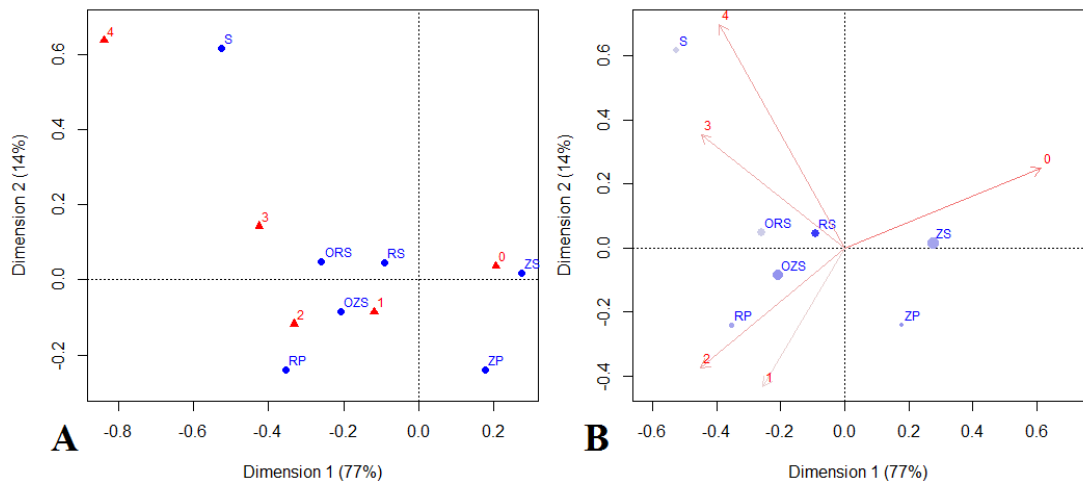 4
S
3
ORS
RS
0
ZS
OZS
1
2
RP
ZP
0.6
0.4
0.2
0.0
-0.2
Dimension 2 (14%)
-0.8 -0.6 -0.4 -0.2 0.0 0.2
Dimension 1 (77%)
A
4
S
3
0
ORS
RS
ZS
OZS
RP
ZP
2
1
0.6
0.4
0.2
0.0
-0.2
-0.4
Dimension 2 (14%)
-0.6 -0.4 -0.2 0.0 0.2 0.4 0.6
Dimension 1 (77%)
B